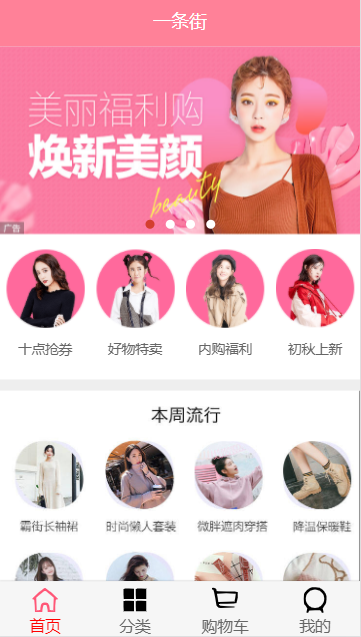 一条街
美丽福利购
焕新美颜
beauty
广告
十点抢券
好物特卖
内购福利
初秋上新
本周流行
霸街长袖裙
时尚懒人套装
微胖遮肉穿搭
降温保暖鞋
首页
分类
购物车
我的